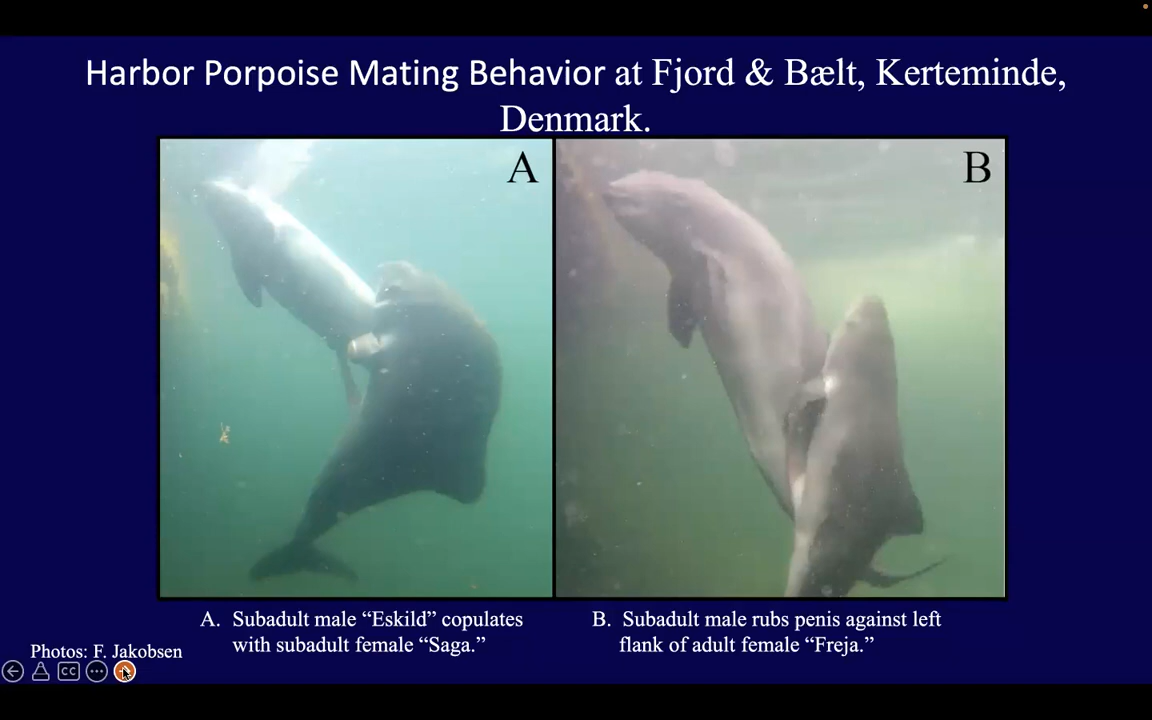 Harbor Porpoise Mating Behavior at Fjord & Bælt, Kerteminde,
Denmark.
A
B
A. Subadult male “Eskild” copulates
with subadult female “Saga.”
B. Subadult male rubs penis against left
flank of adult female “Freja.”
Photos: F. Jakobsen
CC